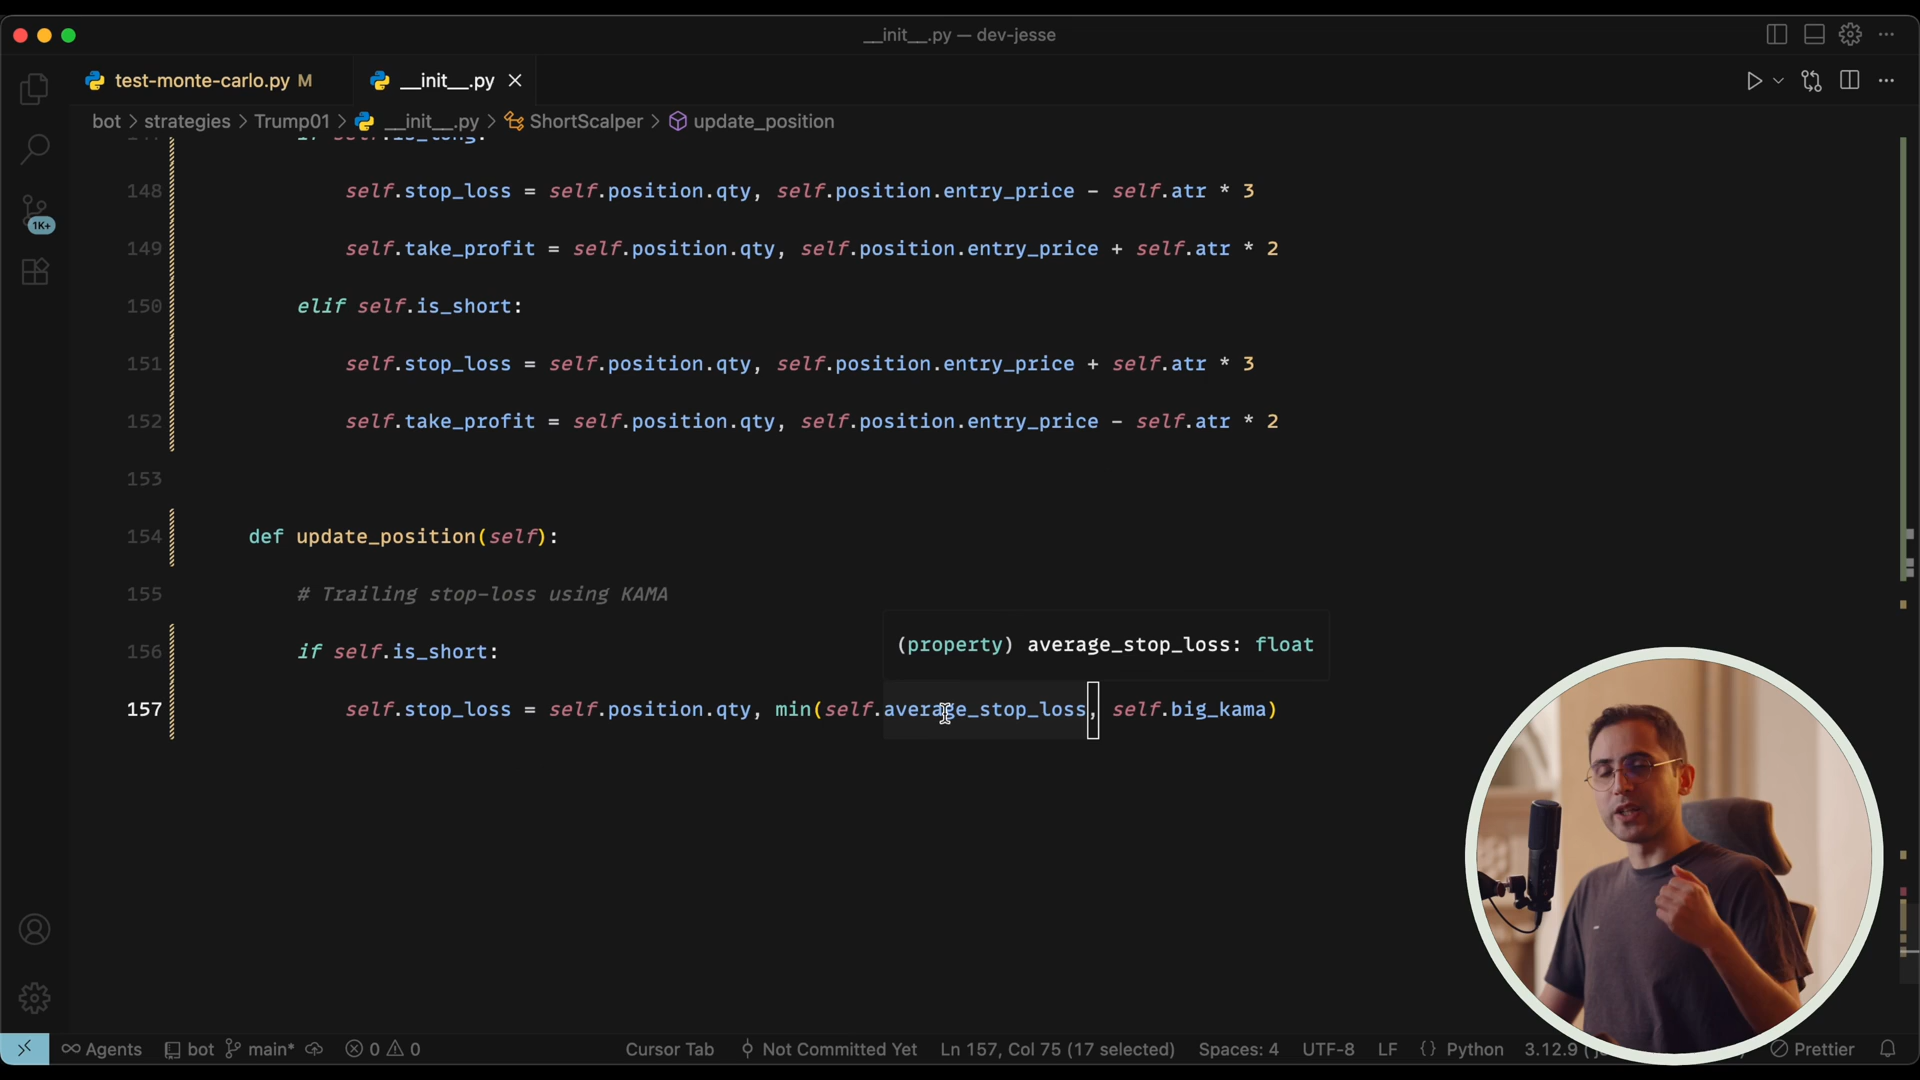 __init__.py — dev-jesse
test-monte-carlo.py M
__init__.py
bot > strategies > Trump01 > __init__.py > ShortScalper > update_position
if self.is_long:
148 self.stop_loss = self.position.qty, self.position.entry_price - self.atr * 3
149 self.take_profit = self.position.qty, self.position.entry_price + self.atr * 2
150 elif self.is_short:
151 self.stop_loss = self.position.qty, self.position.entry_price + self.atr * 3
152 self.take_profit = self.position.qty, self.position.entry_price - self.atr * 2
153
154 def update_position(self):
155 # Trailing stop-loss using KAMA
156 if self.is_short:
(property) average_stop_loss: float
157 self.stop_loss = self.position.qty, min(self.average_stop_loss, self.big_kama)
1K+
Agents bot main* 0 0 Cursor Tab Not Committed Yet Ln 157, Col 75 (17 selected) Spaces: 4 UTF-8 LF {} Python 3.12.9 Prettier